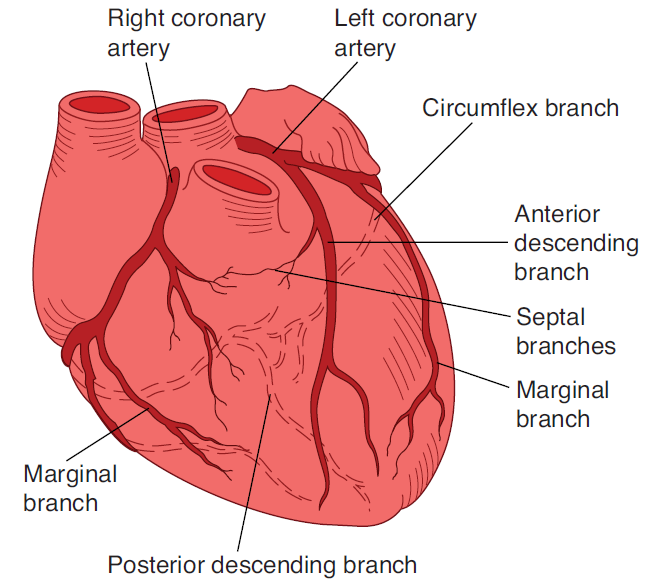 Right coronary
artery
Left coronary
artery
Circumflex branch
Anterior
descending
branch
Septal
branches
Marginal
branch
Marginal
branch
Posterior descending branch